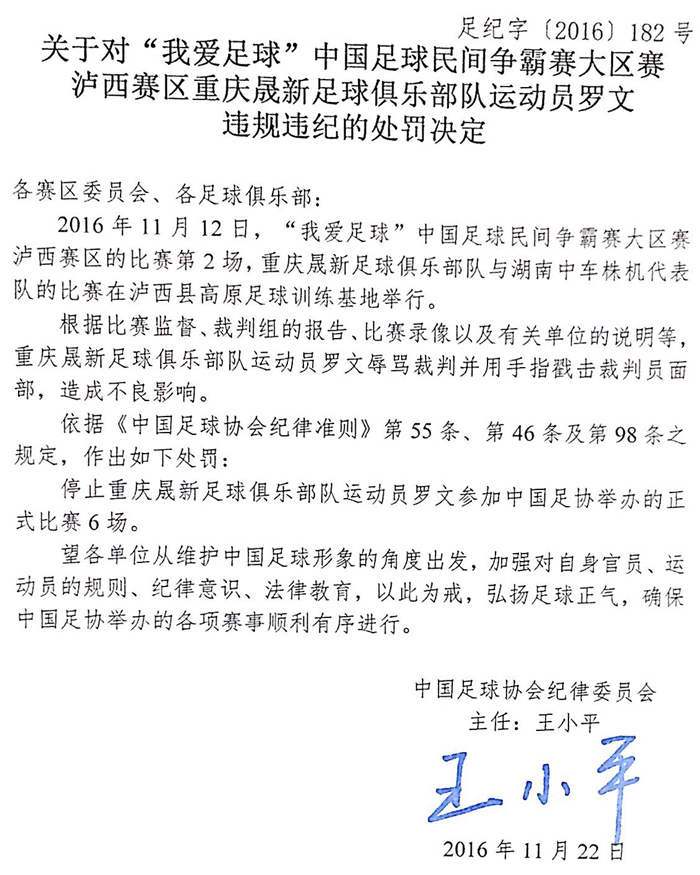 足纪字〔2016〕182 号
关于对“我爱足球”中国足球民间争霸赛大区赛
泸西赛区重庆晟新足球俱乐部队运动员罗文
违规违纪的处罚决定
各赛区委员会、各足球俱乐部：
2016 年 11 月 12 日，“我爱足球”中国足球民间争霸赛大区赛
泸西赛区的比赛第 2 场，重庆晟新足球俱乐部队与湖南中车株机代表
队的比赛在泸西县高原足球训练基地举行。
根据比赛监督、裁判组的报告、比赛录像以及有关单位的说明等，
重庆晟新足球俱乐部队运动员罗文辱骂裁判并用手指戳击裁判员面
部，造成不良影响。
依据《中国足球协会纪律准则》第 55 条、第 46 条及第 98 条之
规定，作出如下处罚：
停止重庆晟新足球俱乐部队运动员罗文参加中国足协举办的正
式比赛 6 场。
望各单位从维护中国足球形象的角度出发，加强对自身官员、运
动员的规则、纪律意识、法律教育，以此为戒，弘扬足球正气，确保
中国足协举办的各项赛事顺利有序进行。
中国足球协会纪律委员会
主任：王小平
王小平
2016 年 11 月 22 日